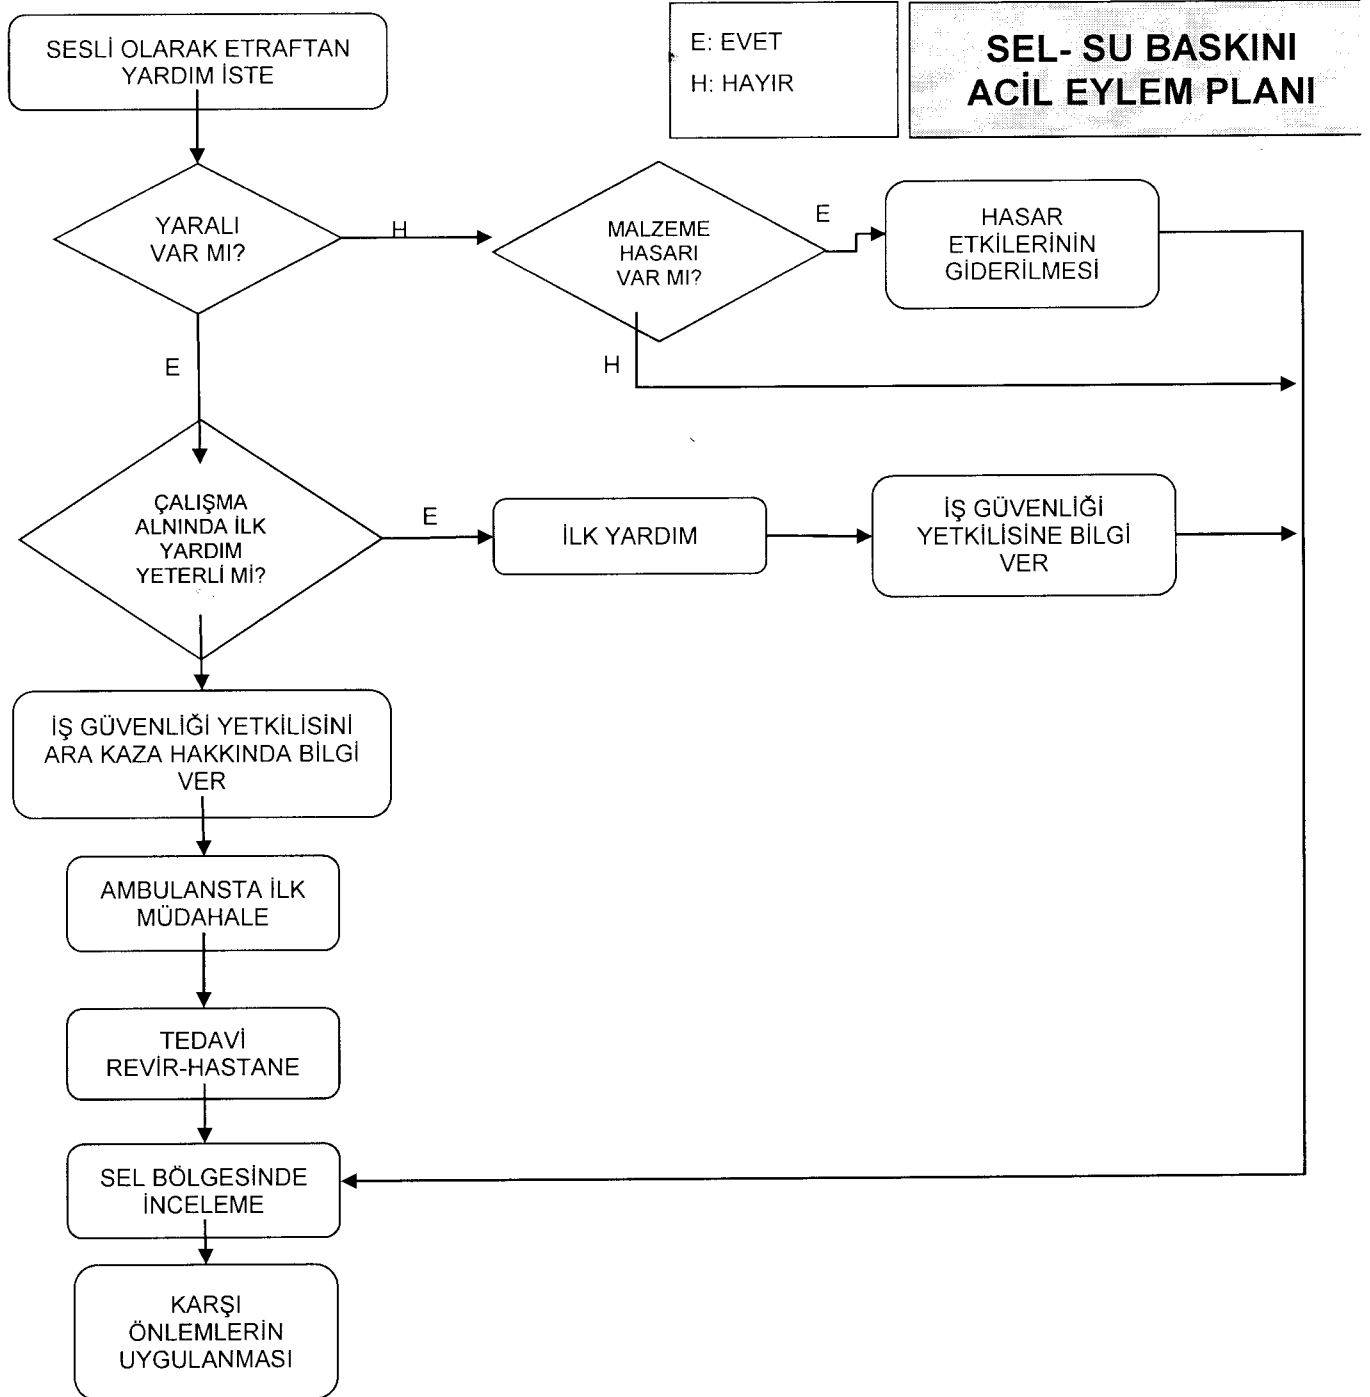 SESLİ OLARAK ETRAFTAN
YARDIM İSTE
E: EVET
H: HAYIR
SEL- SU BASKINI
ACİL EYLEM PLANI
YARALI
VAR MI?
H
MALZEME
HASARI
VAR MI?
E
HASAR
ETKİLERİNİN
GİDERİLMESİ
E
H
ÇALIŞMA
ALNINDA İLK
YARDIM
YETERLİ Mİ?
E
İLK YARDIM
İŞ GÜVENLİĞİ
YETKİLİSİNE BİLGİ
VER
İŞ GÜVENLİĞİ YETKİLİSİNİ
ARA KAZA HAKKINDA BİLGİ
VER
AMBULANSTA İLK
MÜDAHALE
TEDAVİ
REVİR-HASTANE
SEL BÖLGESİNDE
İNCELEME
KARŞI
ÖNLEMLERİN
UYGULANMASI